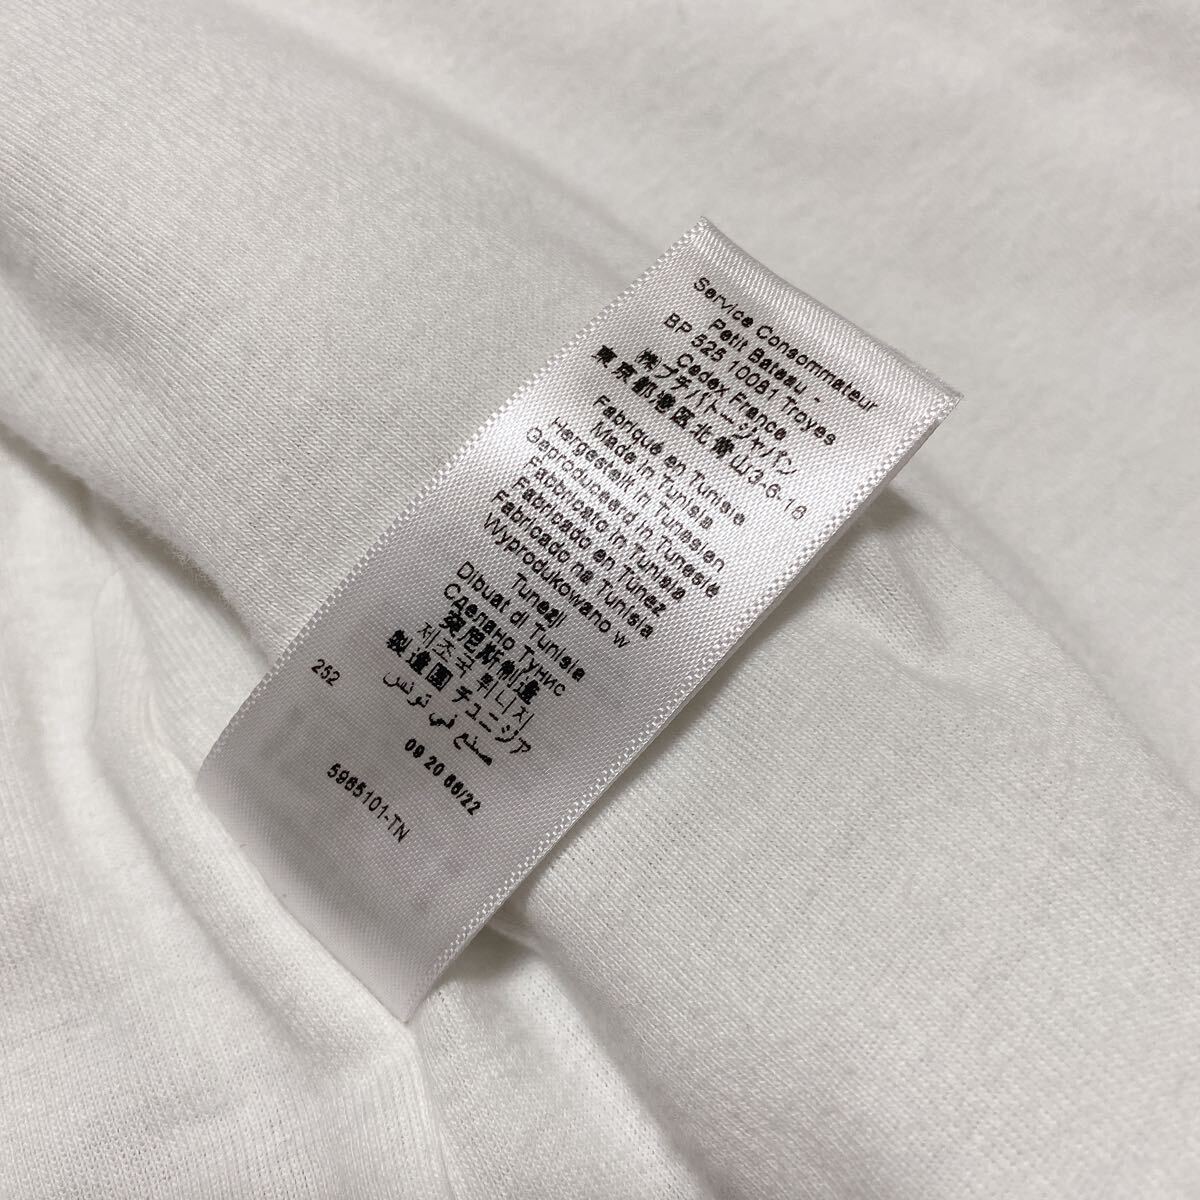 Service Consommateur
Petit Bateau -
BP 525 10081 Troyes
Cedex France
㈱プチバトージャパン
東京都港区北青山3-6-16
Fabriqué en Tunisie
Made in Tunisia
Hergestellt in Tunesien
Geproduceerd in Tunesië
Fabbricato in Tunisia
Fabricado en Túnez
Fabricado na Tunísia
Wyprodukowano w
Tunezji
Dibuat di Tunisia
Сделано Тунис
突尼斯制造
제조국 튀니지
製造國 チュニジア
صنع في تونس
252
09 20 66/22
5965101-TN